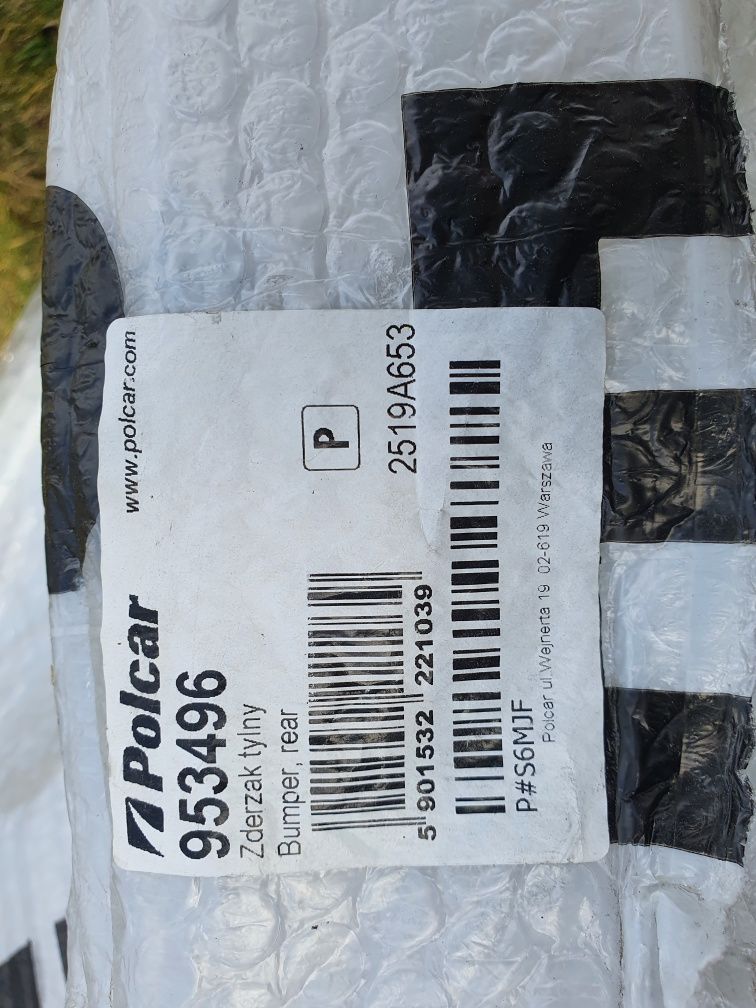 Polcar www.polcar.com
953496
Zderzak tylny
Bumper, rear
P
5 901532 221039
2519A653
P#S6MJF
Polcar ul.Wejnerta 19 02-619 Warszawa